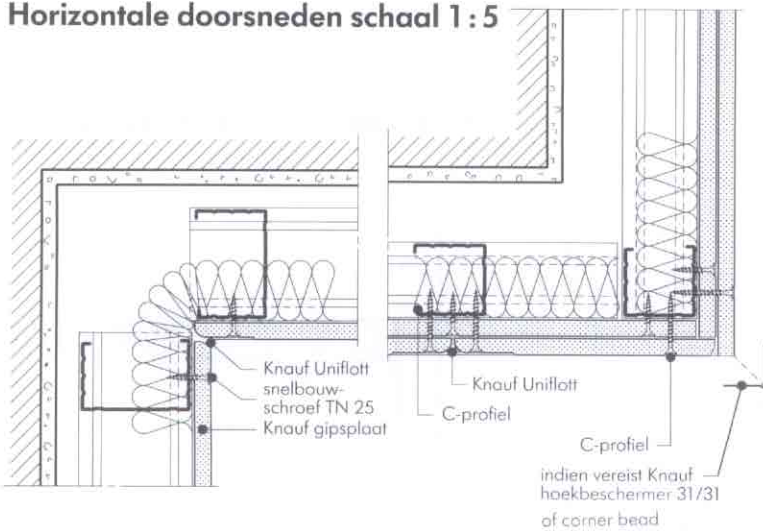 Horizontale doorsneden schaal 1 : 5
Knauf Uniflott
snelbouw-
schroef TN 25
Knauf gipsplaat
Knauf Uniflott
C-profiel
C-profiel
indien vereist Knauf
hoekbeschermer 31/31
of corner bead